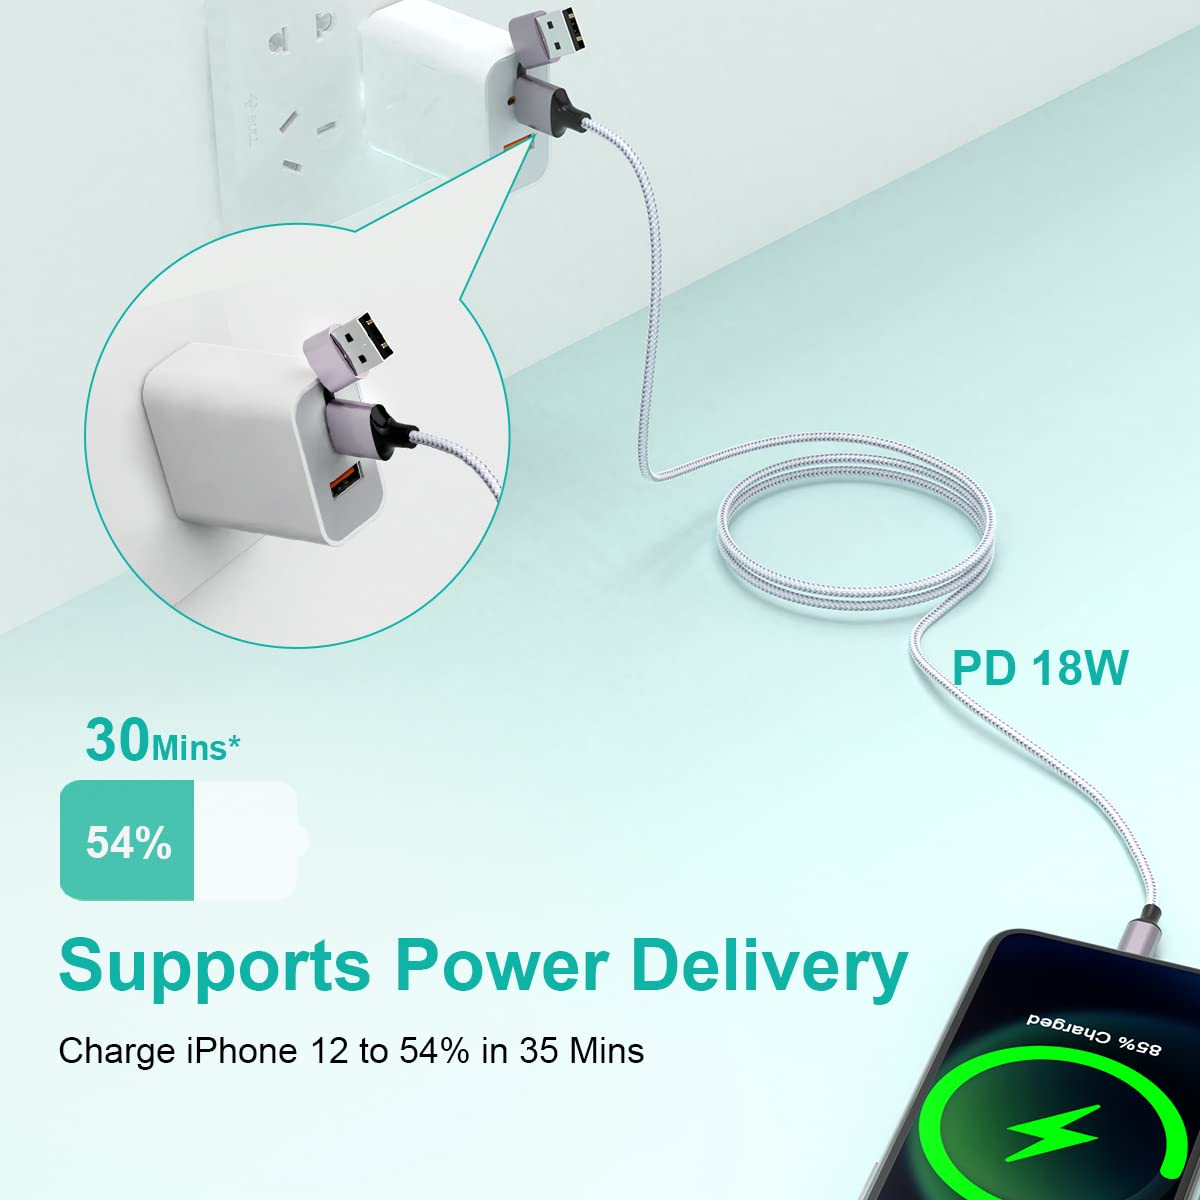 PD 18W
30Mins*
54%
Supports Power Delivery
Charge iPhone 12 to 54% in 35 Mins
85% Charged